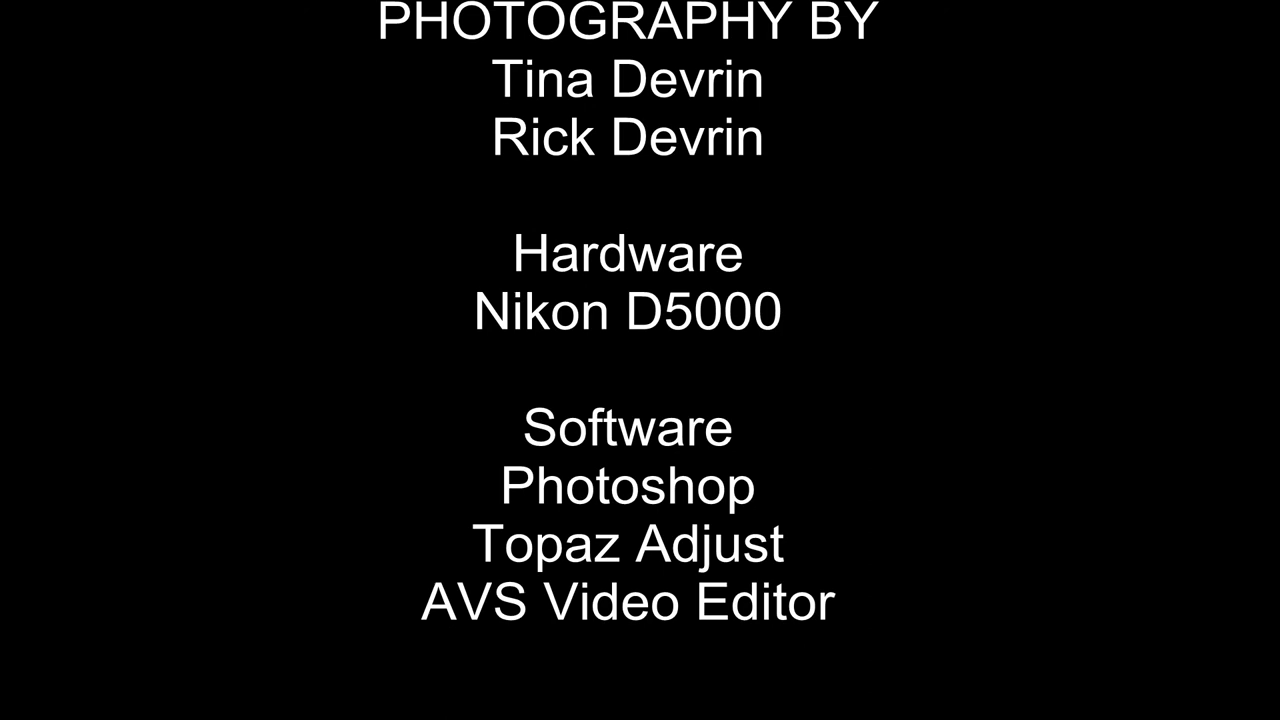 PHOTOGRAPHY BY
Tina Devrin
Rick Devrin
Hardware
Nikon D5000
Software
Photoshop
Topaz Adjust
AVS Video Editor